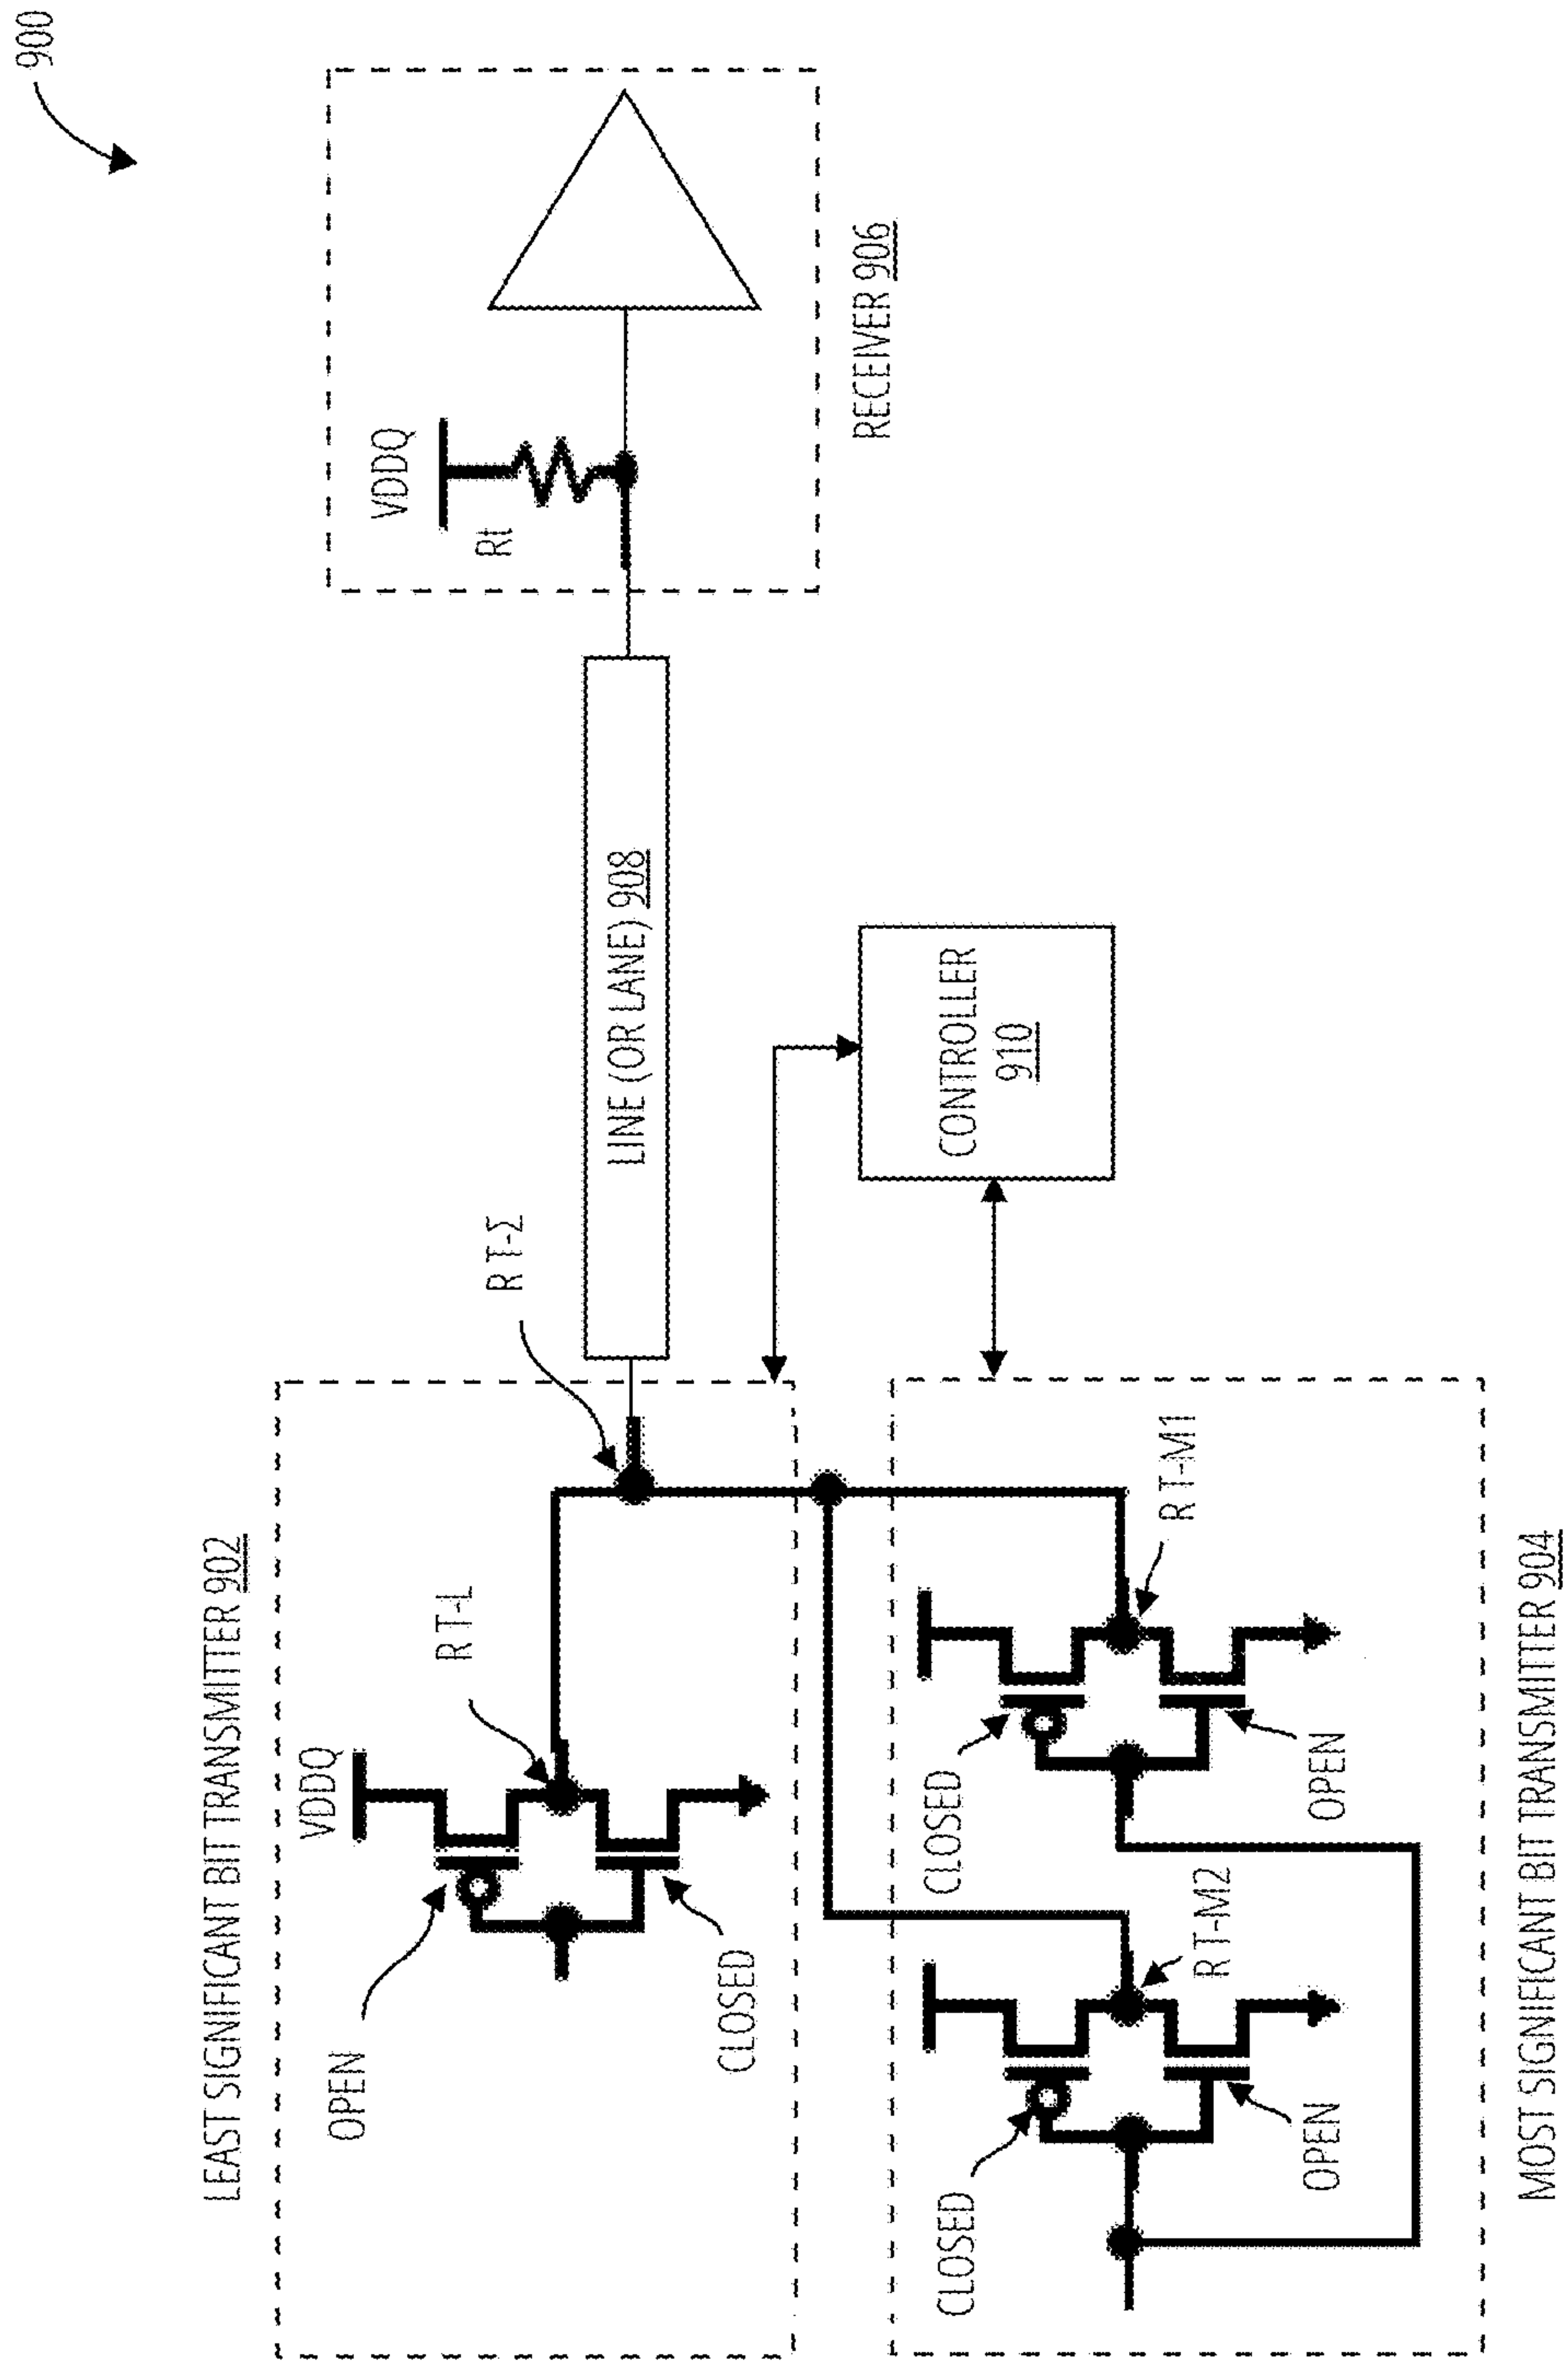 900
LEAST SIGNIFICANT BIT TRANSMITTER 902
VDDQ
OPEN
R T-L
CLOSED
R T-Σ
LINE (OR LANE) 908
VDDQ
Rt
RECEIVER 906
CONTROLLER
910
CLOSED
R T-M2
OPEN
CLOSED
R T-M1
OPEN
MOST SIGNIFICANT BIT TRANSMITTER 904